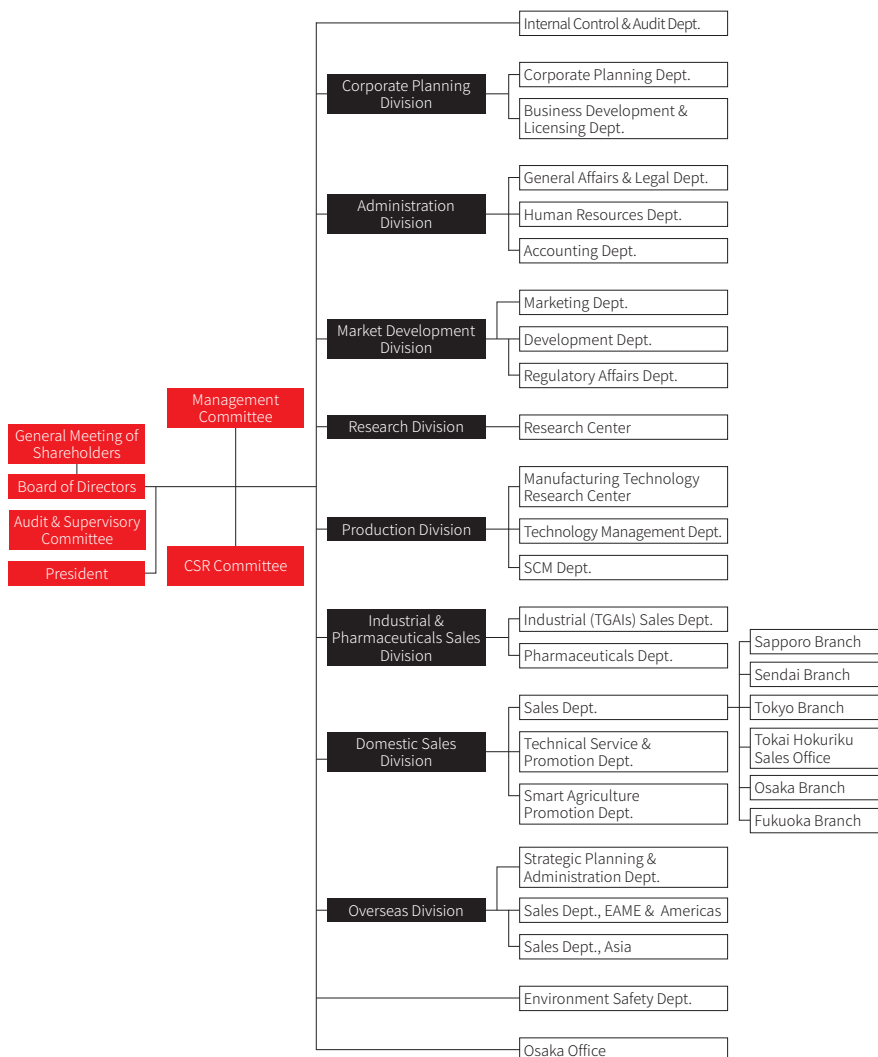 General Meeting of
Shareholders
Board of Directors
Audit & Supervisory
Committee
President
Management
Committee
CSR Committee
Internal Control & Audit Dept.
Corporate Planning
Division
Corporate Planning Dept.
Business Development &
Licensing Dept.
Administration
Division
General Affairs & Legal Dept.
Human Resources Dept.
Accounting Dept.
Market Development
Division
Marketing Dept.
Development Dept.
Regulatory Affairs Dept.
Research Division
Research Center
Production Division
Manufacturing Technology
Research Center
Technology Management Dept.
SCM Dept.
Industrial &
Pharmaceuticals Sales
Division
Industrial (TGAIs) Sales Dept.
Pharmaceuticals Dept.
Domestic Sales
Division
Sales Dept.
Technical Service &
Promotion Dept.
Smart Agriculture
Promotion Dept.
Sapporo Branch
Sendai Branch
Tokyo Branch
Tokai Hokuriku
Sales Office
Osaka Branch
Fukuoka Branch
Overseas Division
Strategic Planning &
Administration Dept.
Sales Dept., EAME & Americas
Sales Dept., Asia
Environment Safety Dept.
Osaka Office